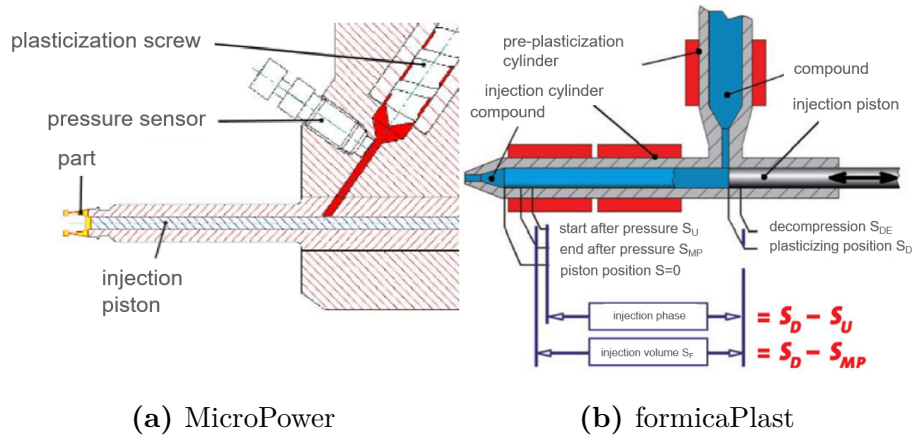 plasticization screw
pressure sensor
part
injection
piston
(a) MicroPower
pre-plasticization
cylinder
injection cylinder
compound
compound
injection piston
start after pressure S_U
end after pressure S_MP
piston position S=0
decompression S_DE
plasticizing position S_D
injection phase
= S_D – S_U
injection volume S_F
= S_D – S_MP
(b) formicaPlast